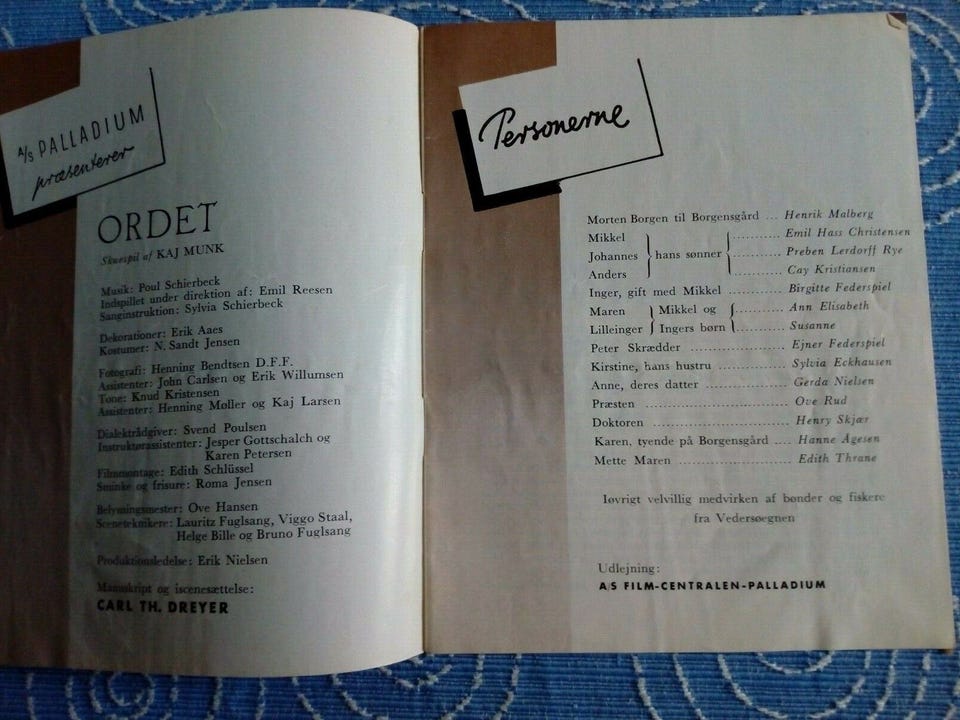 A/S PALLADIUM
præsenterer
ORDET
Skuespil af KAJ MUNK
Musik: Poul Schierbeck
Indspillet under direktion af: Emil Reesen
Sanginstruktion: Sylvia Schierbeck
Dekorationer: Erik Aaes
Kostumer: N. Sandt Jensen
Fotografi: Henning Bendtsen D.F.F.
Assistenter: John Carlsen og Erik Willumsen
Tone: Knud Kristensen
Assistenter: Henning Møller og Kaj Larsen
Dialektrådgiver: Svend Poulsen
Instruktørassistenter: Jesper Gottschalch og
Karen Petersen
Filmmontage: Edith Schlüssel
Sminke og frisure: Roma Jensen
Belysningsmester: Ove Hansen
Sceneteknikere: Lauritz Fuglsang, Viggo Staal,
Helge Bille og Bruno Fuglsang
Produktionsledelse: Erik Nielsen
Manuskript og iscenesættelse:
CARL TH. DREYER
Personerne
Morten Borgen til Borgensgård ... Henrik Malberg
Mikkel ........... Emil Hass Christensen
Johannes } hans sønner { ........... Preben Lerdorff Rye
Anders ........... Cay Kristiansen
Inger, gift med Mikkel ........... Birgitte Federspiel
Maren } Mikkel og { ........... Ann Elisabeth
Lilleinger } Ingers børn { ........... Susanne
Peter Skrædder ........... Ejner Federspiel
Kirstine, hans hustru ........... Sylvia Eckhausen
Anne, deres datter ........... Gerda Nielsen
Præsten ........... Ove Rud
Doktoren ........... Henry Skjær
Karen, tyende på Borgensgård .... Hanne Agesen
Mette Maren ........... Edith Thrane
Iøvrigt velvillig medvirken af bønder og fiskere
fra Vedersøegnen
Udlejning:
A/S FILM-CENTRALEN-PALLADIUM